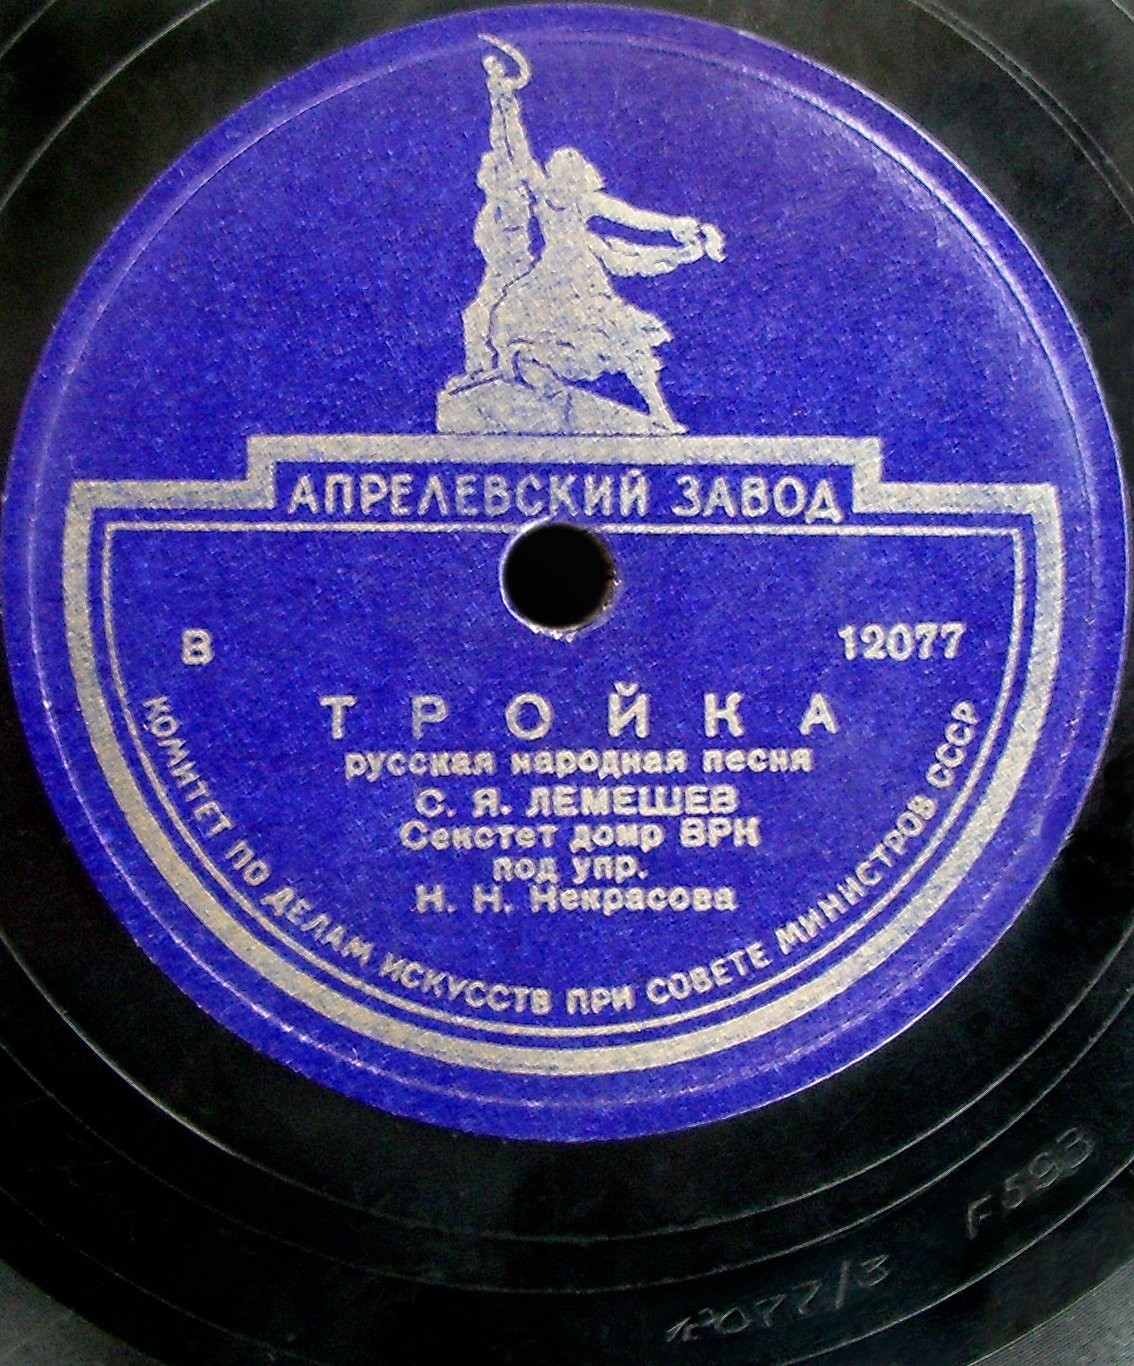 АПРЕЛЕВСКИЙ ЗАВОД
В 12077
ТРОЙКА
русская народная песня
С. Я. ЛЕМЕШЕВ
Секстет домр ВРК
под упр.
Н. Н. Некрасова
КОМИТЕТ ПО ДЕЛАМ ИСКУССТВ ПРИ СОВЕТЕ МИНИСТРОВ СССР
12077/3 F593